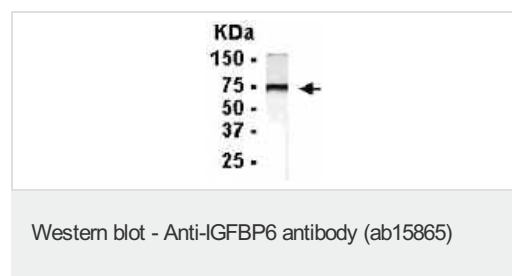 KDa
150 -
75 -
50 -
37 -
25 -
Western blot - Anti-IGFBP6 antibody (ab15865)